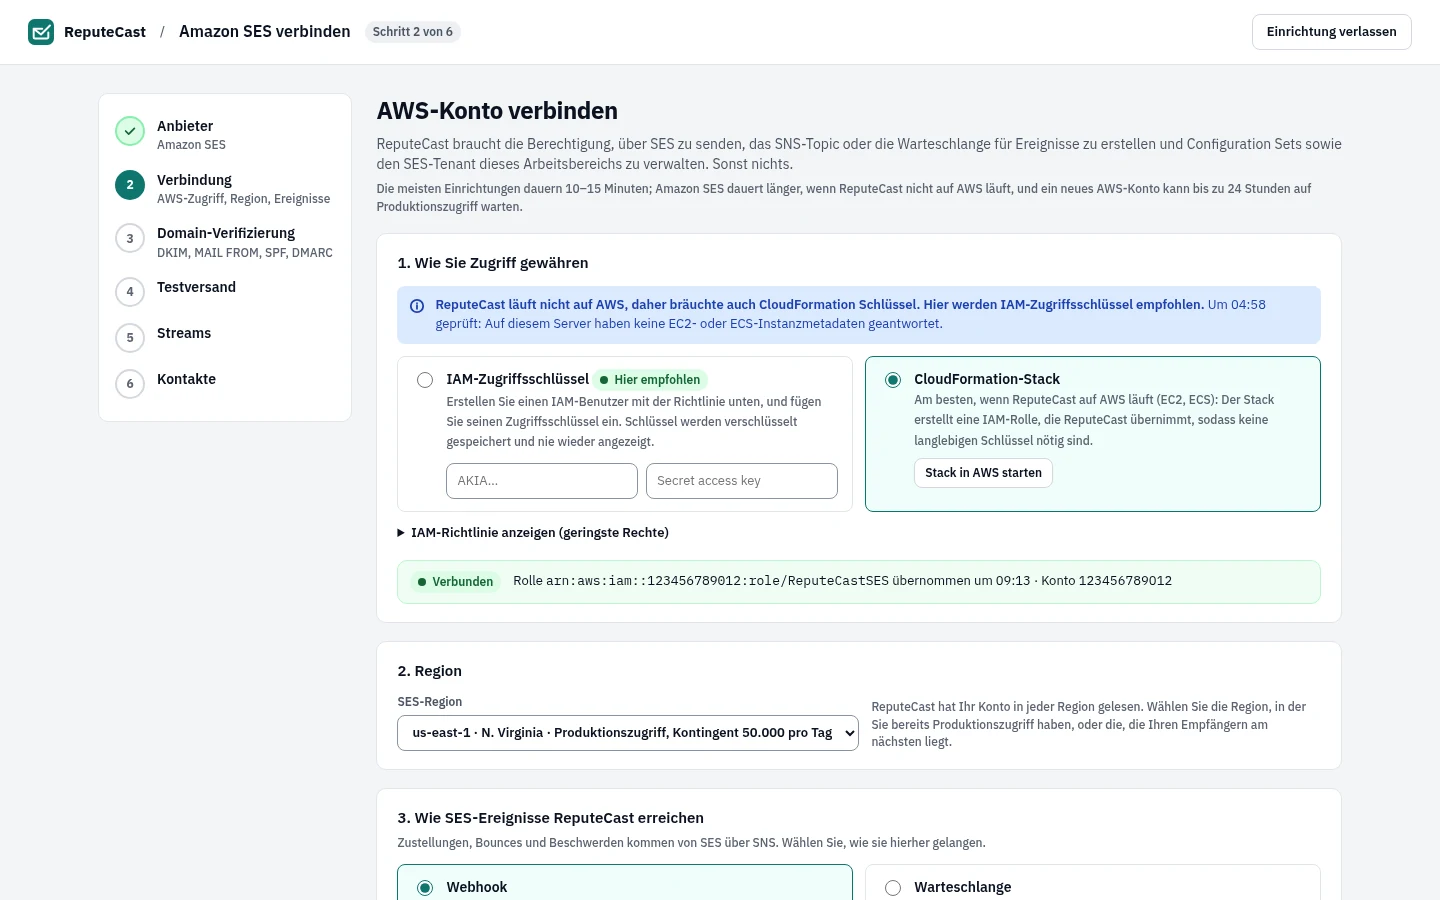 ReputeCast / Amazon SES verbinden Schritt 2 von 6
Einrichtung verlassen
Anbieter
Amazon SES
2 Verbindung
AWS-Zugriff, Region, Ereignisse
3 Domain-Verifizierung
DKIM, MAIL FROM, SPF, DMARC
4 Testversand
5 Streams
6 Kontakte
AWS-Konto verbinden
ReputeCast braucht die Berechtigung, über SES zu senden, das SNS-Topic oder die Warteschlange für Ereignisse zu erstellen und Configuration Sets sowie
den SES-Tenant dieses Arbeitsbereichs zu verwalten. Sonst nichts.
Die meisten Einrichtungen dauern 10–15 Minuten; Amazon SES dauert länger, wenn ReputeCast nicht auf AWS läuft, und ein neues AWS-Konto kann bis zu 24 Stunden auf
Produktionszugriff warten.
1. Wie Sie Zugriff gewähren
ReputeCast läuft nicht auf AWS, daher bräuchte auch CloudFormation Schlüssel. Hier werden IAM-Zugriffsschlüssel empfohlen. Um 04:58
geprüft: Auf diesem Server haben keine EC2- oder ECS-Instanzmetadaten geantwortet.
IAM-Zugriffsschlüssel Hier empfohlen
Erstellen Sie einen IAM-Benutzer mit der Richtlinie unten, und fügen
Sie seinen Zugriffsschlüssel ein. Schlüssel werden verschlüsselt
gespeichert und nie wieder angezeigt.
AKIA... Secret access key
CloudFormation-Stack
Am besten, wenn ReputeCast auf AWS läuft (EC2, ECS): Der Stack
erstellt eine IAM-Rolle, die ReputeCast übernimmt, sodass keine
langlebigen Schlüssel nötig sind.
Stack in AWS starten
IAM-Richtlinie anzeigen (geringste Rechte)
Verbunden Rolle arn:aws:iam::123456789012:role/ReputeCastSES übernommen um 09:13 · Konto 123456789012
2. Region
SES-Region
us-east-1 · N. Virginia · Produktionszugriff, Kontingent 50.000 pro Tag
ReputeCast hat Ihr Konto in jeder Region gelesen. Wählen Sie die Region, in der
Sie bereits Produktionszugriff haben, oder die, die Ihren Empfängern am
nächsten liegt.
3. Wie SES-Ereignisse ReputeCast erreichen
Zustellungen, Bounces und Beschwerden kommen von SES über SNS. Wählen Sie, wie sie hierher gelangen.
Webhook
Warteschlange